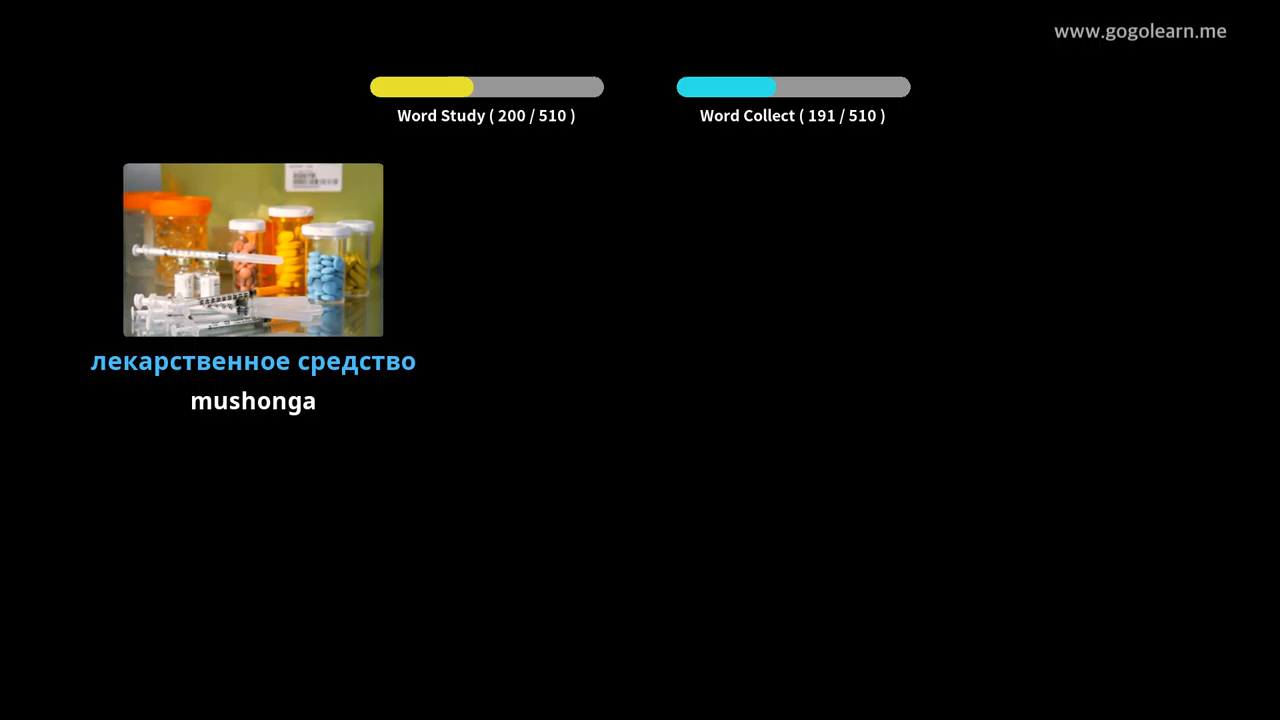 www.gogolearn.me
Word Study ( 200 / 510 )
Word Collect ( 191 / 510 )
лекарственное средство
mushonga